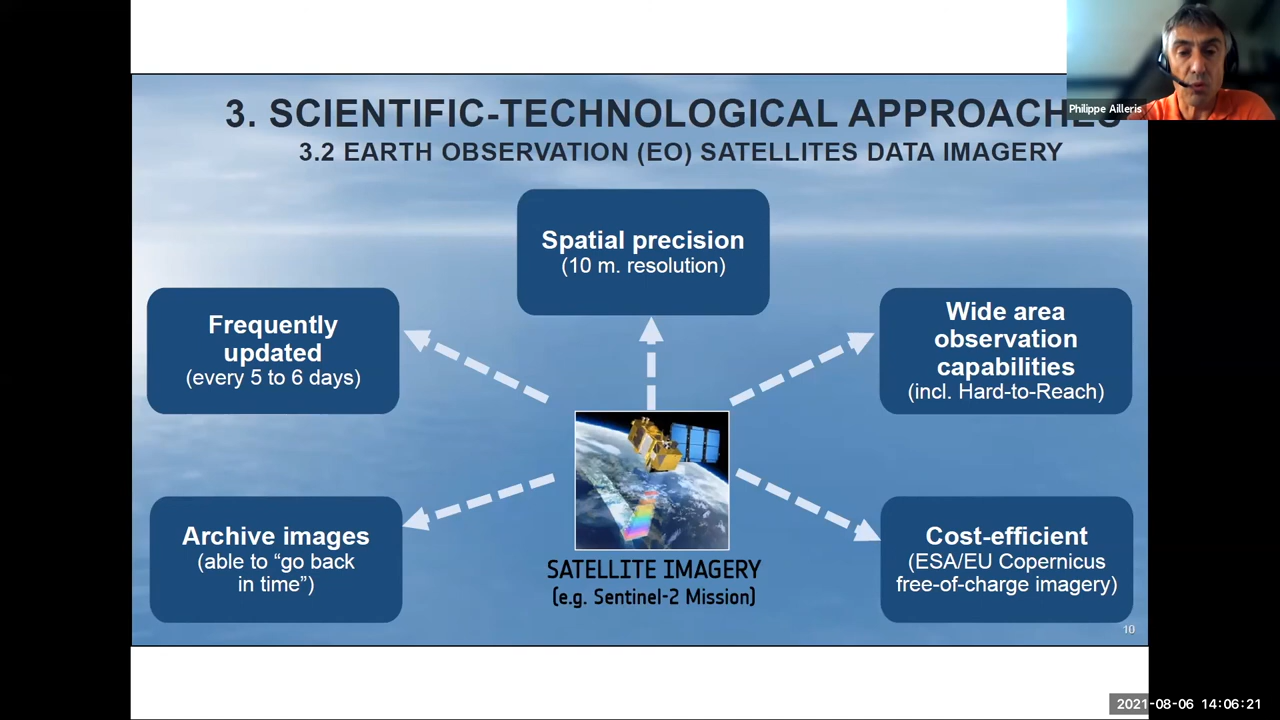 3. SCIENTIFIC-TECHNOLOGICAL APPROACHES
Philippe Ailleris
3.2 EARTH OBSERVATION (EO) SATELLITES DATA IMAGERY
Spatial precision
(10 m. resolution)
Frequently
updated
(every 5 to 6 days)
Wide area
observation
capabilities
(incl. Hard-to-Reach)
Archive images
(able to “go back
in time”)
SATELLITE IMAGERY
(e.g. Sentinel-2 Mission)
Cost-efficient
(ESA/EU Copernicus
free-of-charge imagery)
10
2021-08-06 14:06:21